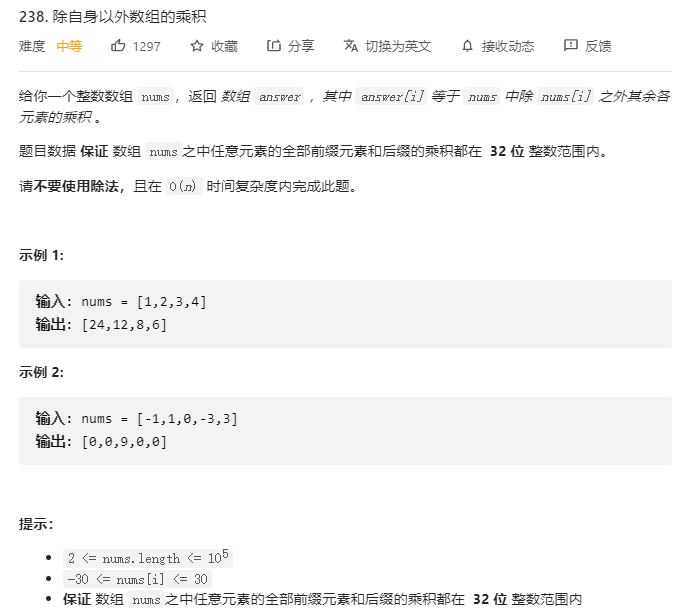 238. 除自身以外数组的乘积
难度 中等 1297 收藏 分享 切换为英文 接收动态 反馈
给你一个整数数组 nums，返回 数组 answer ，其中 answer[i] 等于 nums 中除 nums[i] 之外其余各
元素的乘积 。
题目数据 保证 数组 nums之中任意元素的全部前缀元素和后缀的乘积都在 32 位 整数范围内。
请不要使用除法，且在 O(n) 时间复杂度内完成此题。
示例 1:
输入: nums = [1,2,3,4]
输出: [24,12,8,6]
示例 2:
输入: nums = [-1,1,0,-3,3]
输出: [0,0,9,0,0]
提示：
2 <= nums.length <= 10⁵
-30 <= nums[i] <= 30
保证 数组 nums之中任意元素的全部前缀元素和后缀的乘积都在 32 位 整数范围内